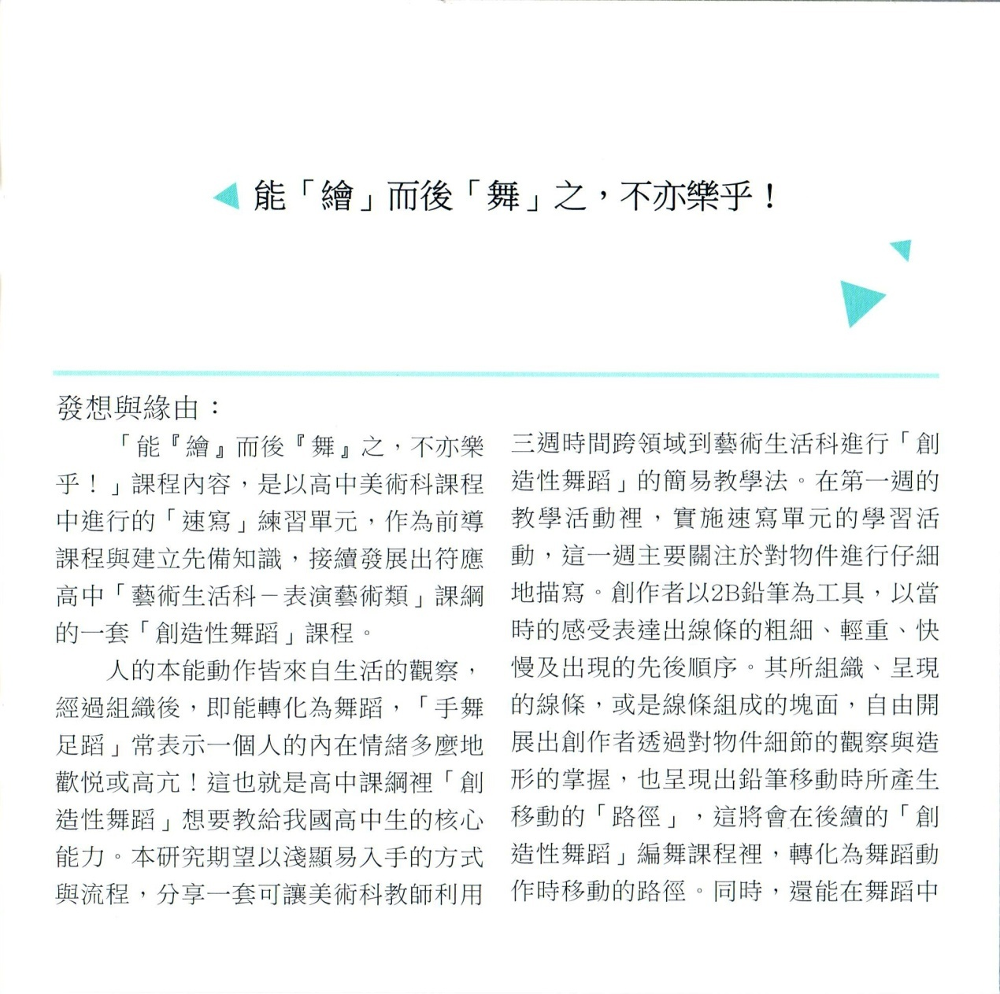 能「繪」而後「舞」之，不亦樂乎！
發想與緣由：
「能『繪』而後『舞』之，不亦樂
乎！」課程內容，是以高中美術科課程
中進行的「速寫」練習單元，作為前導
課程與建立先備知識，接續發展出符應
高中「藝術生活科－表演藝術類」課綱
的一套「創造性舞蹈」課程。
人的本能動作皆來自生活的觀察，
經過組織後，即能轉化為舞蹈，「手舞
足蹈」常表示一個人的內在情緒多麼地
歡悅或高亢！這也就是高中課綱裡「創
造性舞蹈」想要教給我國高中生的核心
能力。本研究期望以淺顯易入手的方式
與流程，分享一套可讓美術科教師利用
三週時間跨領域到藝術生活科進行「創
造性舞蹈」的簡易教學法。在第一週的
教學活動裡，實施速寫單元的學習活
動，這一週主要關注於對物件進行仔細
地描寫。創作者以2B鉛筆為工具，以當
時的感受表達出線條的粗細、輕重、快
慢及出現的先後順序。其所組織、呈現
的線條，或是線條組成的塊面，自由開
展出創作者透過對物件細節的觀察與造
形的掌握，也呈現出鉛筆移動時所產生
移動的「路徑」，這將會在後續的「創
造性舞蹈」編舞課程裡，轉化為舞蹈動
作時移動的路徑。同時，還能在舞蹈中